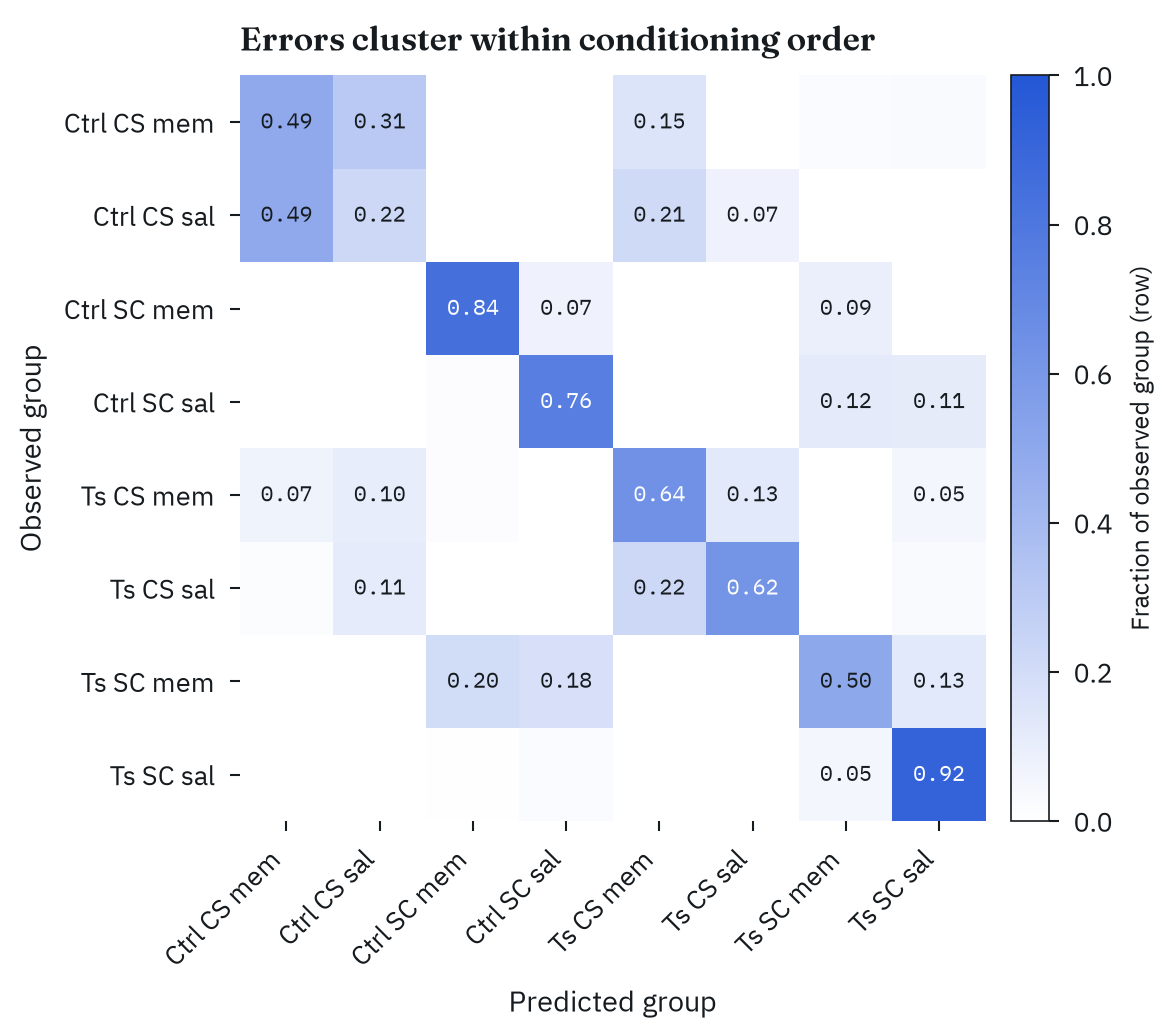 Errors cluster within conditioning order
Ctrl CS mem 0.49 0.31 0.15
Ctrl CS sal 0.49 0.22 0.21 0.07
Ctrl SC mem 0.84 0.07 0.09
Ctrl SC sal 0.76 0.12 0.11
Ts CS mem 0.07 0.10 0.64 0.13 0.05
Ts CS sal 0.11 0.22 0.62
Ts SC mem 0.20 0.18 0.50 0.13
Ts SC sal 0.05 0.92
Observed group
Ctrl CS mem
Ctrl CS sal
Ctrl SC mem
Ctrl SC sal
Ts CS mem
Ts CS sal
Ts SC mem
Ts SC sal
Predicted group
1.0
0.8
0.6
0.4
0.2
0.0
Fraction of observed group (row)